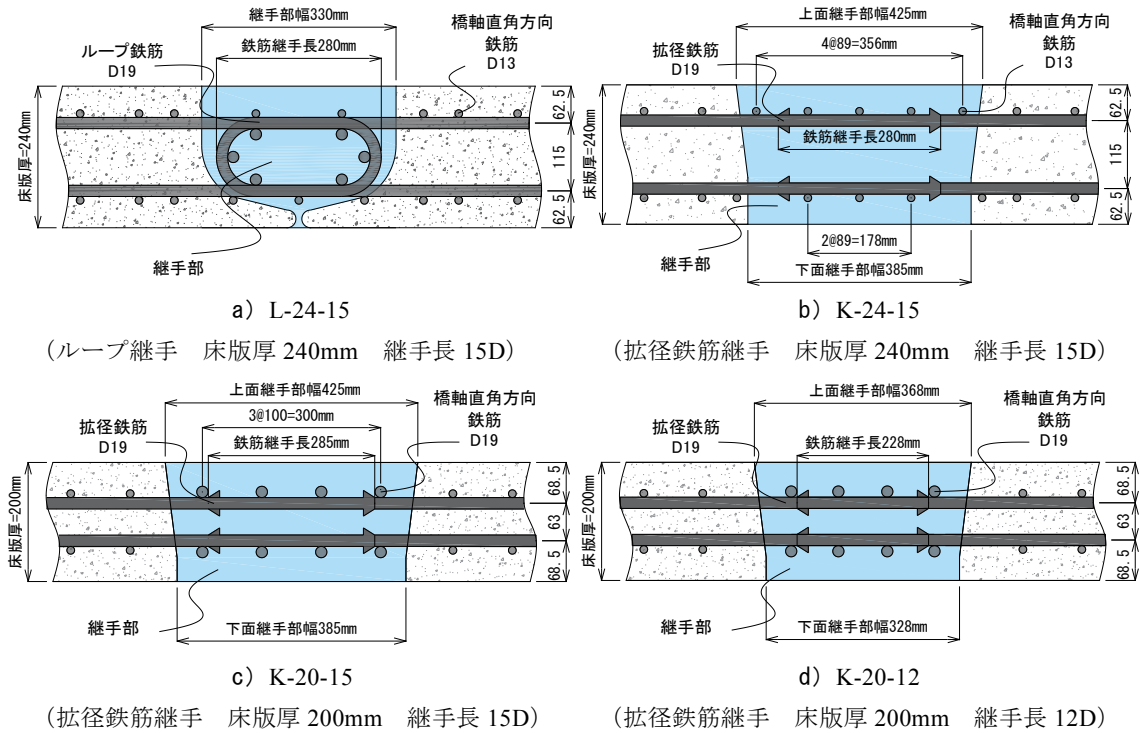 継手部幅330mm
鉄筋継手長280mm
ループ鉄筋
D19
橋軸直角方向
鉄筋
D13
床版厚=240mm
62.5
115
62.5
継手部
a）L-24-15
（ループ継手　床版厚 240mm　継手長 15D）
上面継手部幅425mm
4@89=356mm
拡径鉄筋
D19
橋軸直角方向
鉄筋
D13
鉄筋継手長280mm
床版厚=240mm
62.5
115
62.5
2@89=178mm
継手部
下面継手部幅385mm
b）K-24-15
（拡径鉄筋継手　床版厚 240mm　継手長 15D）
上面継手部幅425mm
3@100=300mm
拡径鉄筋
D19
鉄筋継手長285mm
橋軸直角方向
鉄筋
D19
床版厚=200mm
68.5
63
68.5
継手部
下面継手部幅385mm
c）K-20-15
（拡径鉄筋継手　床版厚 200mm　継手長 15D）
上面継手部幅368mm
拡径鉄筋
D19
鉄筋継手長228mm
橋軸直角方向
鉄筋
D19
床版厚=200mm
68.5
63
68.5
継手部
下面継手部幅328mm
d）K-20-12
（拡径鉄筋継手　床版厚 200mm　継手長 12D）